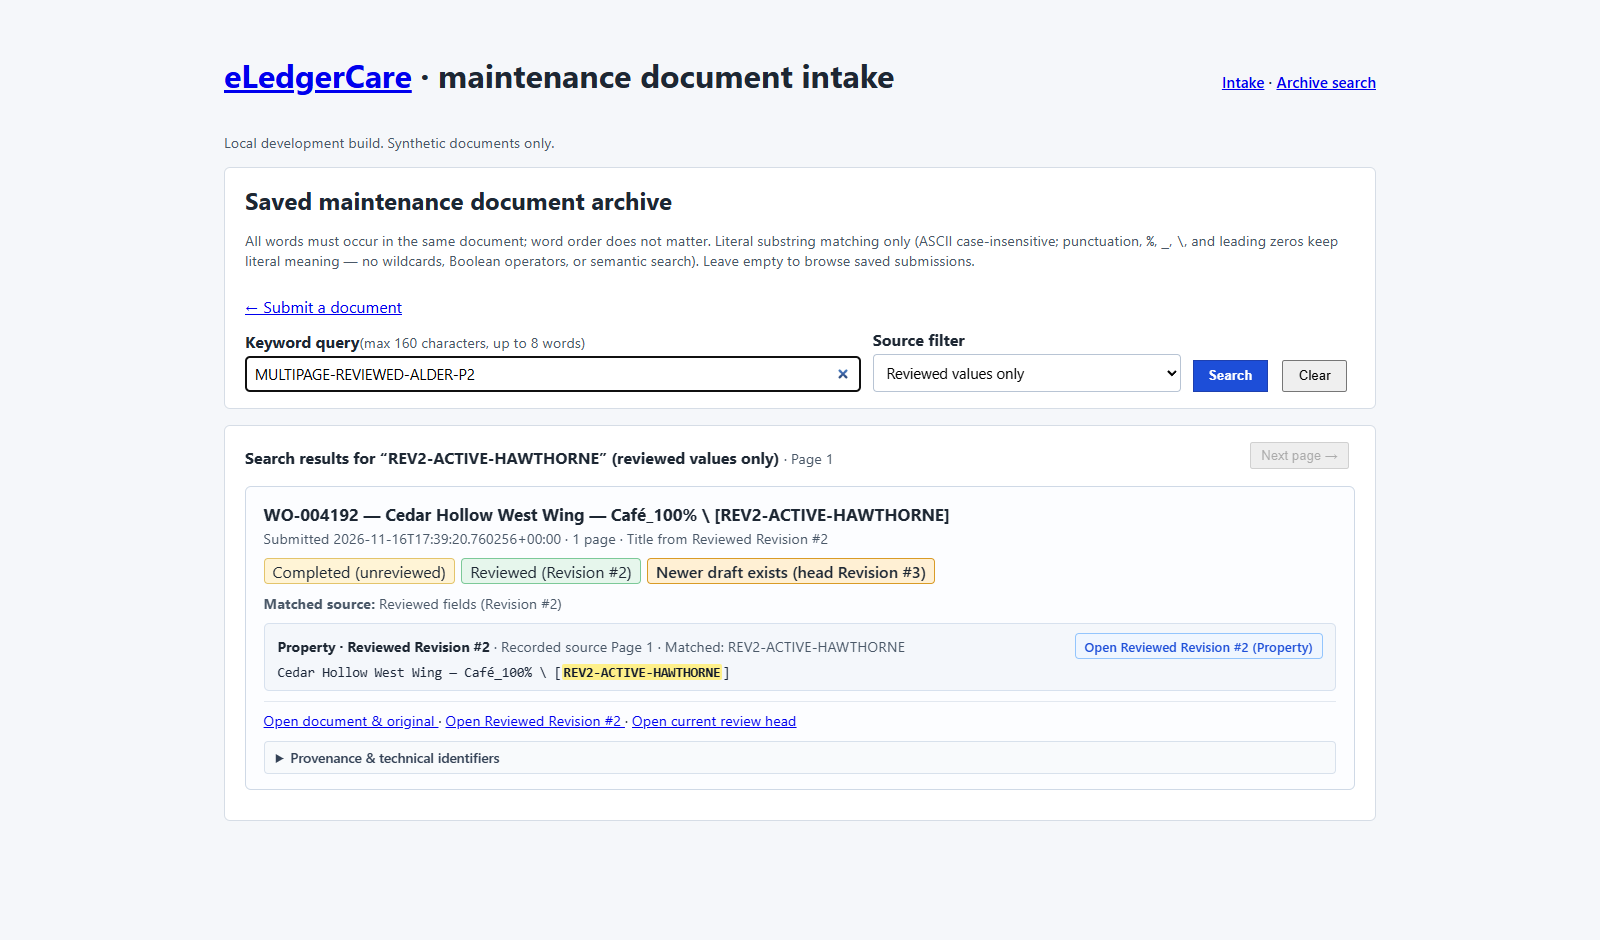 eLedgerCare · maintenance document intake
Intake · Archive search
Local development build. Synthetic documents only.
Saved maintenance document archive
All words must occur in the same document; word order does not matter. Literal substring matching only (ASCII case-insensitive; punctuation, %, _, \, and leading zeros keep
literal meaning — no wildcards, Boolean operators, or semantic search). Leave empty to browse saved submissions.
← Submit a document
Keyword query(max 160 characters, up to 8 words)
Source filter
MULTIPAGE-REVIEWED-ALDER-P2
Reviewed values only
Search
Clear
Search results for “REV2-ACTIVE-HAWTHORNE” (reviewed values only) · Page 1
Next page →
WO-004192 — Cedar Hollow West Wing — Café_100% \ [REV2-ACTIVE-HAWTHORNE]
Submitted 2026-11-16T17:39:20.760256+00:00 · 1 page · Title from Reviewed Revision #2
Completed (unreviewed) Reviewed (Revision #2) Newer draft exists (head Revision #3)
Matched source: Reviewed fields (Revision #2)
Property · Reviewed Revision #2 · Recorded source Page 1 · Matched: REV2-ACTIVE-HAWTHORNE
Open Reviewed Revision #2 (Property)
Cedar Hollow West Wing — Café_100% \ [REV2-ACTIVE-HAWTHORNE]
Open document & original · Open Reviewed Revision #2 · Open current review head
▶ Provenance & technical identifiers